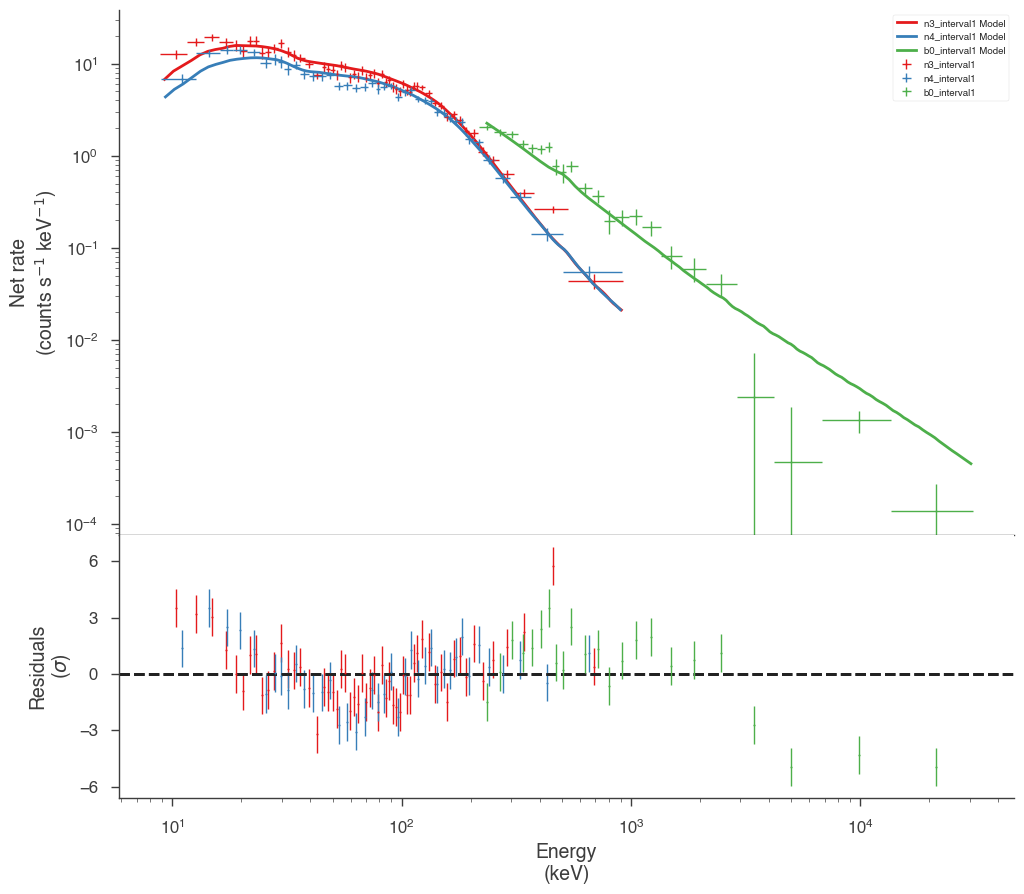 n3_interval1 Model
n4_interval1 Model
b0_interval1 Model
n3_interval1
n4_interval1
b0_interval1
Net rate
(counts s⁻¹ keV⁻¹)
10¹
10⁰
10⁻¹
10⁻²
10⁻³
10⁻⁴
Residuals
(σ)
6
3
0
−3
−6
10¹ 10² 10³ 10⁴
Energy
(keV)